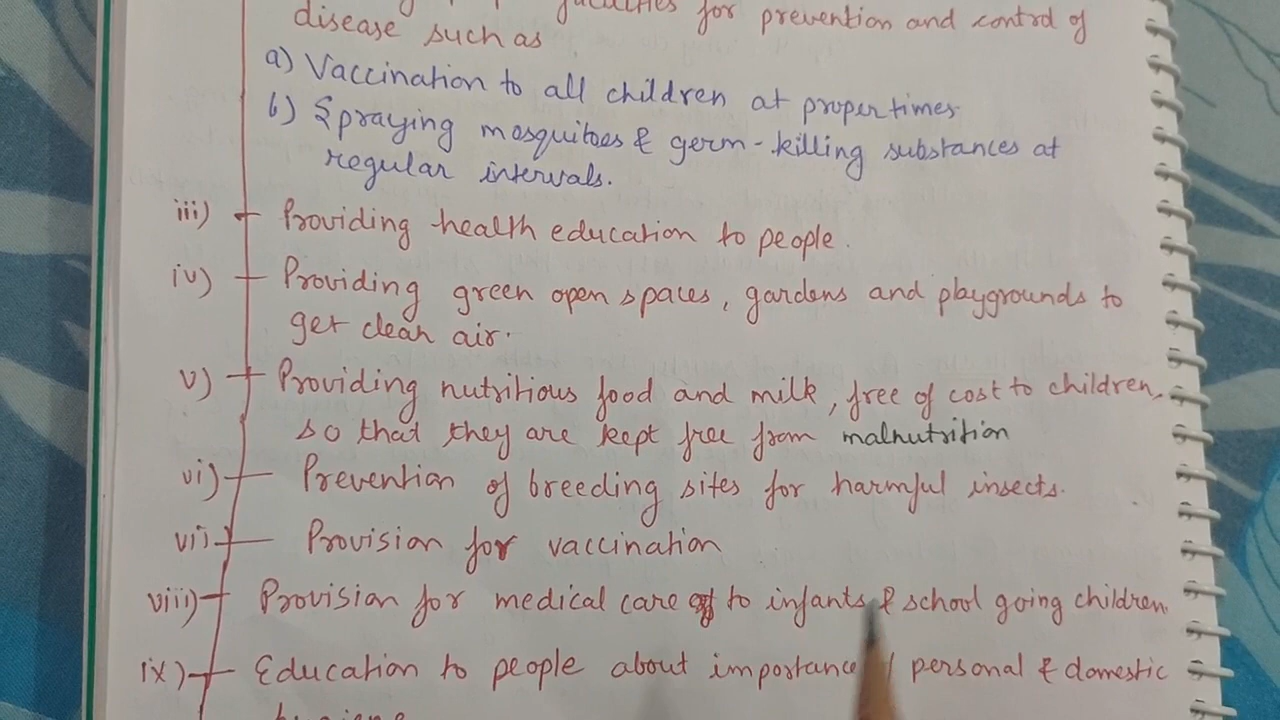 for prevention and control of
disease such as
a) Vaccination to all children at proper times
b) Spraying mosquitoes & germ-killing substances at
regular intervals.
iii) Providing health education to people.
iv) Providing green open spaces, gardens and playgrounds to
get clean air.
v) Providing nutritious food and milk, free of cost to children,
so that they are kept free from malnutrition
vi) Prevention of breeding sites for harmful insects.
vii Provision for vaccination
viii) Provision for medical care to infants & school going children.
ix) Education to people about importance personal & domestic